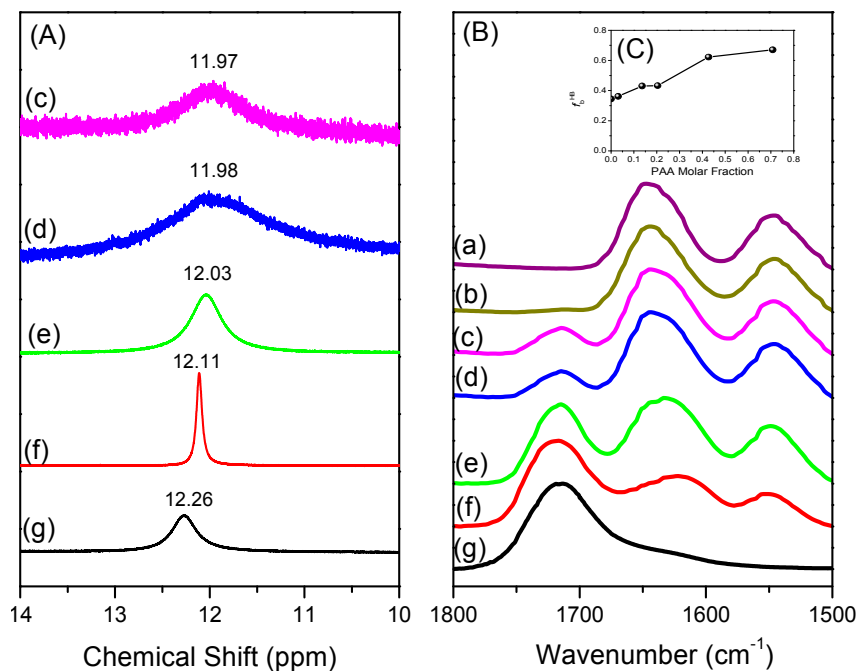 (A)
11.97
(c)
11.98
(d)
12.03
(e)
12.11
(f)
12.26
(g)
14 13 12 11 10
Chemical Shift (ppm)
(B)
(C)
0.8
0.6
0.4
0.2
0.0
f_b^HB
0.0 0.1 0.2 0.3 0.4 0.5 0.6 0.7 0.8
PAA Molar Fraction
(a)
(b)
(c)
(d)
(e)
(f)
(g)
1800 1700 1600 1500
Wavenumber (cm⁻¹)